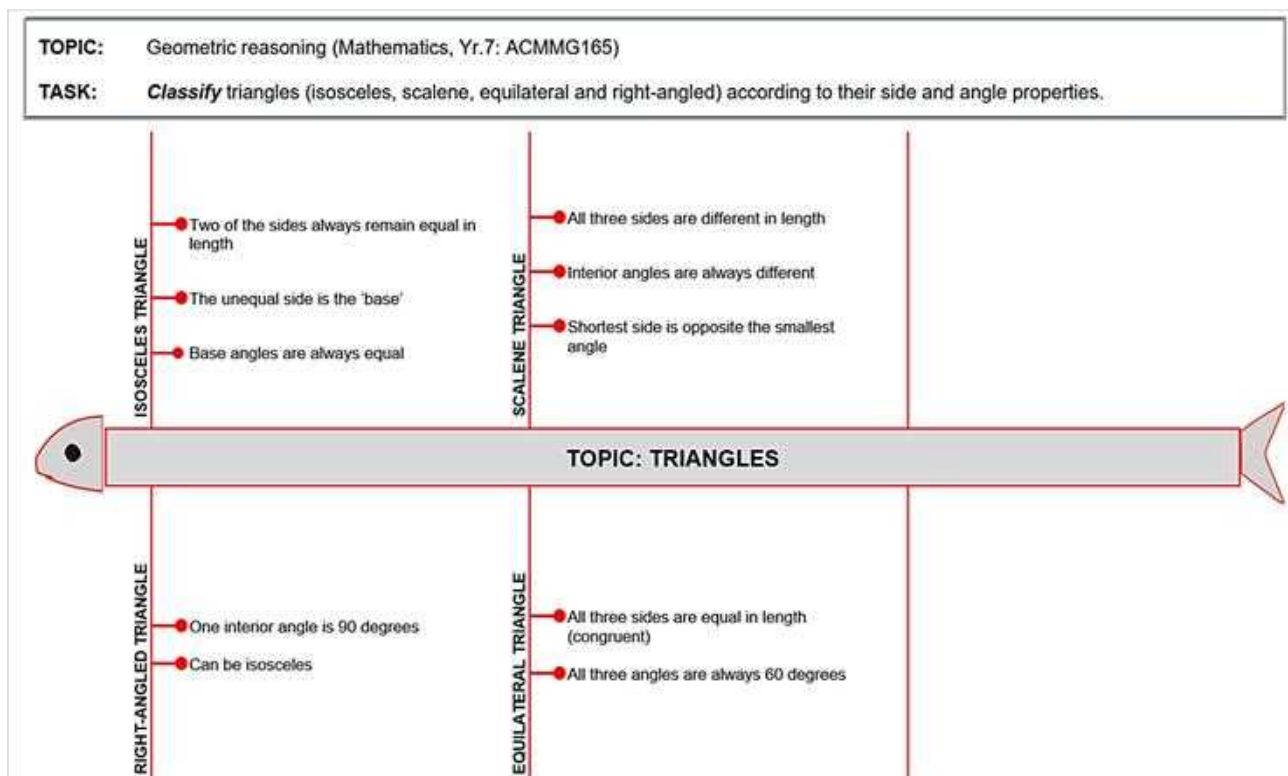 TOPIC: Geometric reasoning (Mathematics, Yr.7: ACMMG165)
TASK: Classify triangles (isosceles, scalene, equilateral and right-angled) according to their side and angle properties.
ISOSCELES TRIANGLE
Two of the sides always remain equal in
length
The unequal side is the 'base'
Base angles are always equal
SCALENE TRIANGLE
All three sides are different in length
Interior angles are always different
Shortest side is opposite the smallest
angle
TOPIC: TRIANGLES
RIGHT-ANGLED TRIANGLE
One interior angle is 90 degrees
Can be isosceles
EQUILATERAL TRIANGLE
All three sides are equal in length
(congruent)
All three angles are always 60 degrees